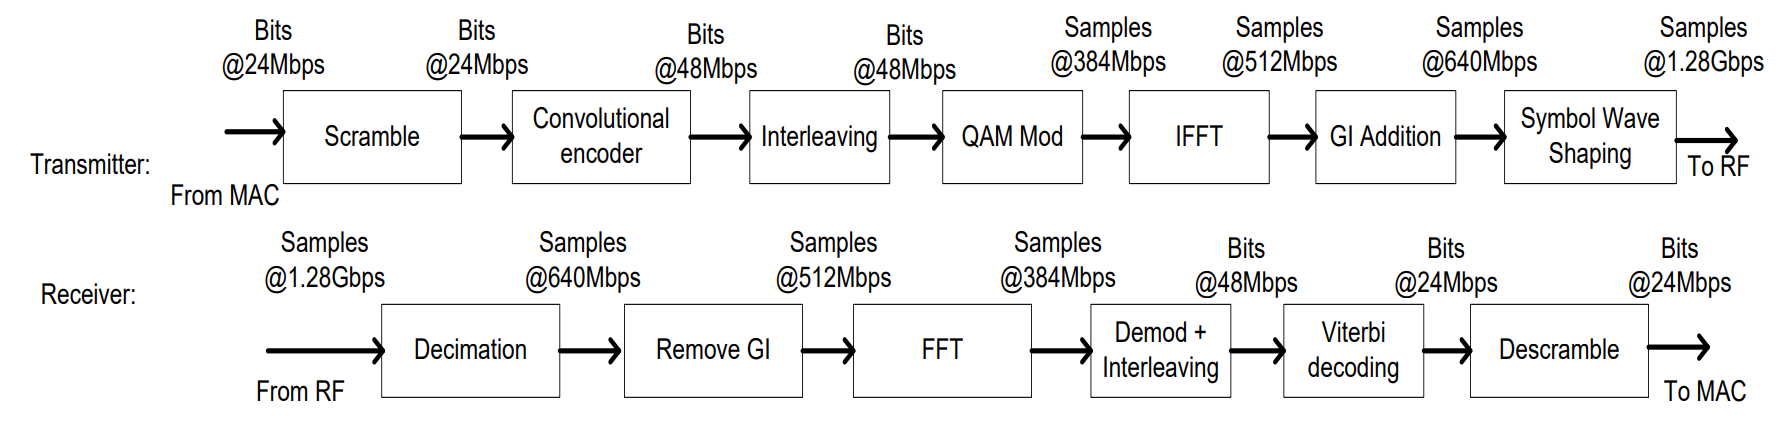 Bits
@24Mbps
Bits
@24Mbps
Bits
@48Mbps
Bits
@48Mbps
Samples
@384Mbps
Samples
@512Mbps
Samples
@640Mbps
Samples
@1.28Gbps
Transmitter:
From MAC
Scramble
Convolutional
encoder
Interleaving
QAM Mod
IFFT
GI Addition
Symbol Wave
Shaping
To RF
Samples
@1.28Gbps
Samples
@640Mbps
Samples
@512Mbps
Samples
@384Mbps
Bits
@48Mbps
Bits
@24Mbps
Bits
@24Mbps
Receiver:
From RF
Decimation
Remove GI
FFT
Demod +
Interleaving
Viterbi
decoding
Descramble
To MAC